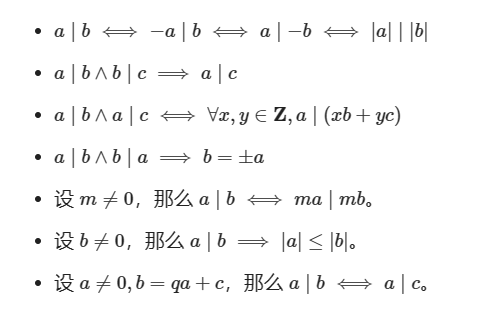 • a | b ⟺ −a | b ⟺ a | −b ⟺ |a| | |b|
• a | b ∧ b | c ⟹ a | c
• a | b ∧ a | c ⟺ ∀x, y ∈ Z, a | (xb + yc)
• a | b ∧ b | a ⟹ b = ±a
• 设 m ≠ 0，那么 a | b ⟺ ma | mb。
• 设 b ≠ 0，那么 a | b ⟹ |a| ≤ |b|。
• 设 a ≠ 0, b = qa + c，那么 a | b ⟺ a | c。